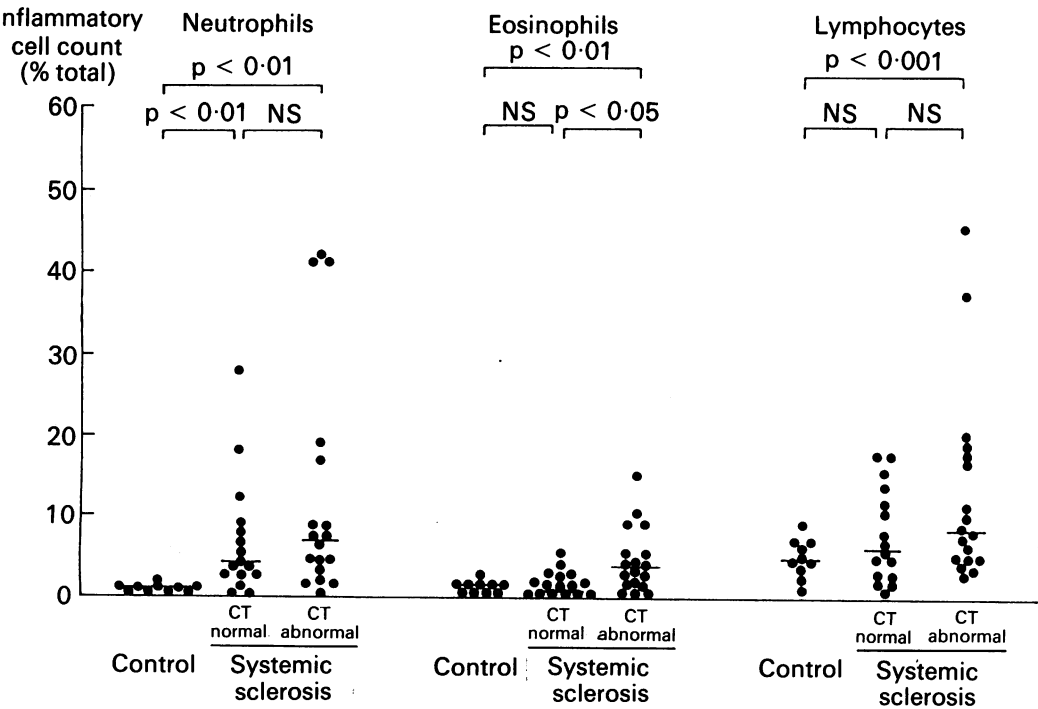 nflammatory
cell count
(% total)
Neutrophils
Eosinophils
Lymphocytes
p < 0·01
p < 0·01
p < 0·001
p < 0·01
NS
NS
p < 0·05
NS
NS
60
50
40
30
20
10
0
CT
normal
CT
abnormal
CT
normal
CT
abnormal
CT
normal
CT
abnormal
Control
Systemic
sclerosis
Control
Systemic
sclerosis
Control
Systemic
sclerosis